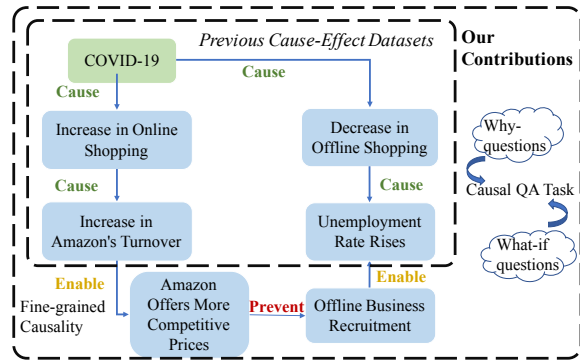 Previous Cause-Effect Datasets
Our
Contributions
COVID-19
Cause
Cause
Increase in Online
Shopping
Decrease in
Offline Shopping
Cause
Cause
Increase in
Amazon's Turnover
Unemployment
Rate Rises
Why-
questions
Causal QA Task
What-if
questions
Enable
Enable
Fine-grained
Causality
Amazon
Offers More
Competitive
Prices
Prevent
Offline Business
Recruitment